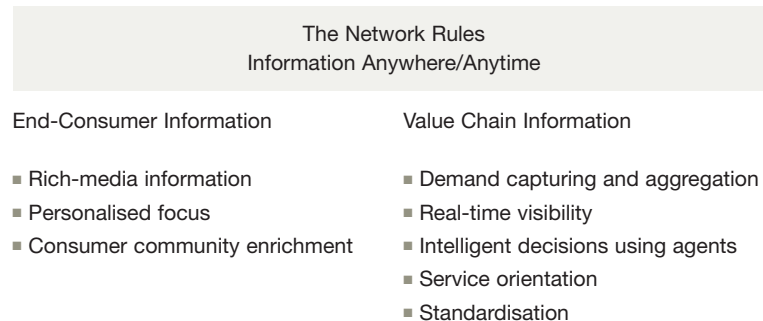 The Network Rules
Information Anywhere/Anytime
End-Consumer Information
■ Rich-media information
■ Personalised focus
■ Consumer community enrichment
Value Chain Information
■ Demand capturing and aggregation
■ Real-time visibility
■ Intelligent decisions using agents
■ Service orientation
■ Standardisation